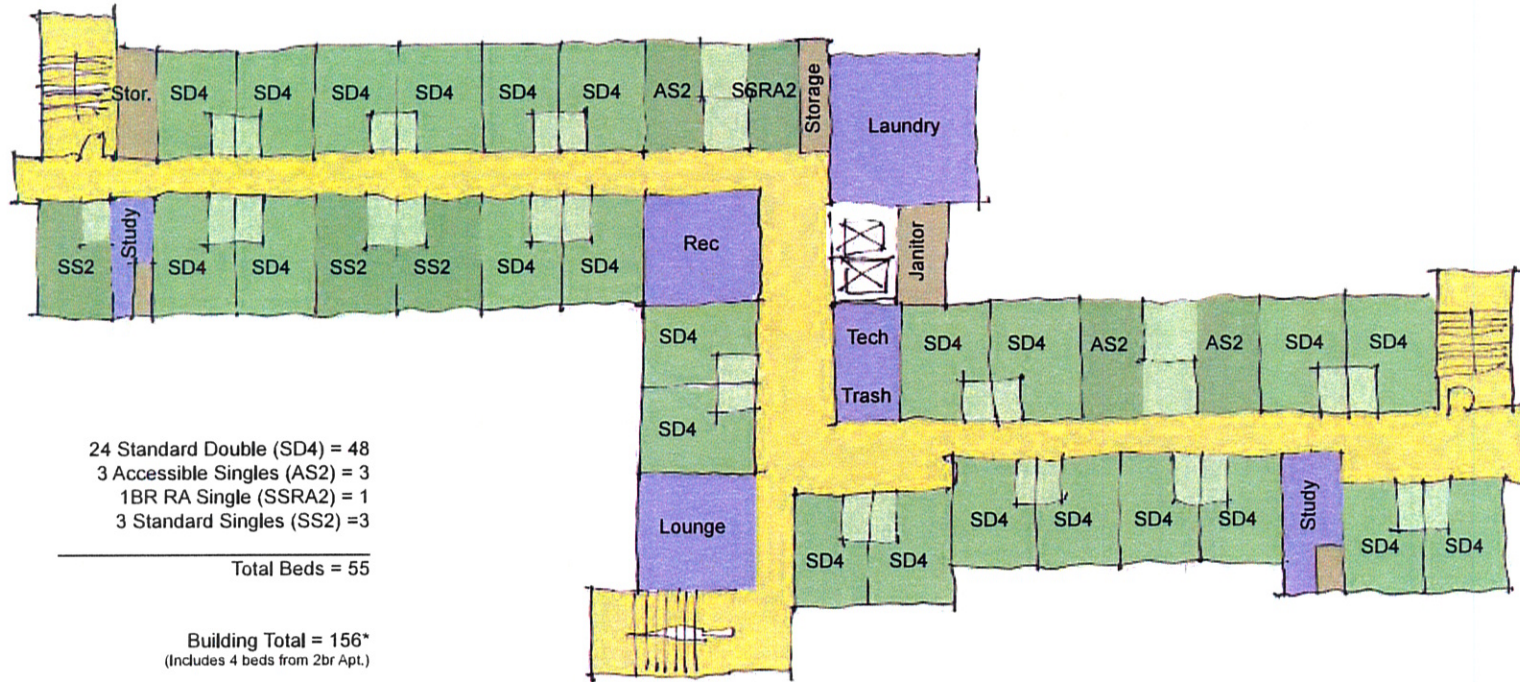 Stor.
SD4
SD4
SD4
SD4
SD4
SD4
AS2
SSRA2
Storage
Laundry
SS2
Study
SD4
SD4
SS2
SS2
SD4
SD4
Rec
Janitor
SD4
SD4
Lounge
Tech
Trash
SD4
SD4
AS2
AS2
SD4
SD4
SD4
SD4
SD4
SD4
SD4
SD4
Study
SD4
SD4
24 Standard Double (SD4) = 48
3 Accessible Singles (AS2) = 3
1BR RA Single (SSRA2) = 1
3 Standard Singles (SS2) =3
Total Beds = 55
Building Total = 156*
(Includes 4 beds from 2br Apt.)